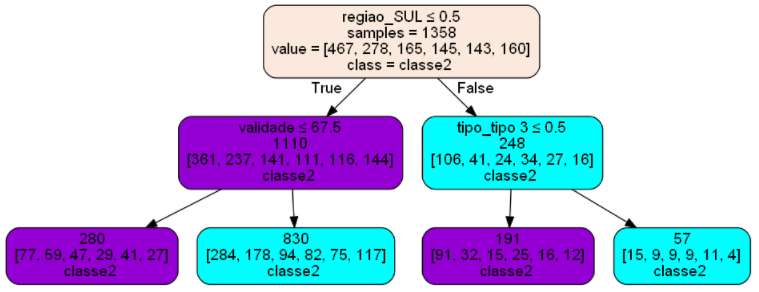 regiao_SUL ≤ 0.5
samples = 1358
value = [467, 278, 165, 145, 143, 160]
class = classe2
True
False
validade ≤ 67.5
1110
[361, 237, 141, 111, 116, 144]
classe2
tipo_tipo 3 ≤ 0.5
248
[106, 41, 24, 34, 27, 16]
classe2
280
[77, 59, 47, 29, 41, 27]
classe2
830
[284, 178, 94, 82, 75, 117]
classe2
191
[91, 32, 15, 25, 16, 12]
classe2
57
[15, 9, 9, 9, 11, 4]
classe2